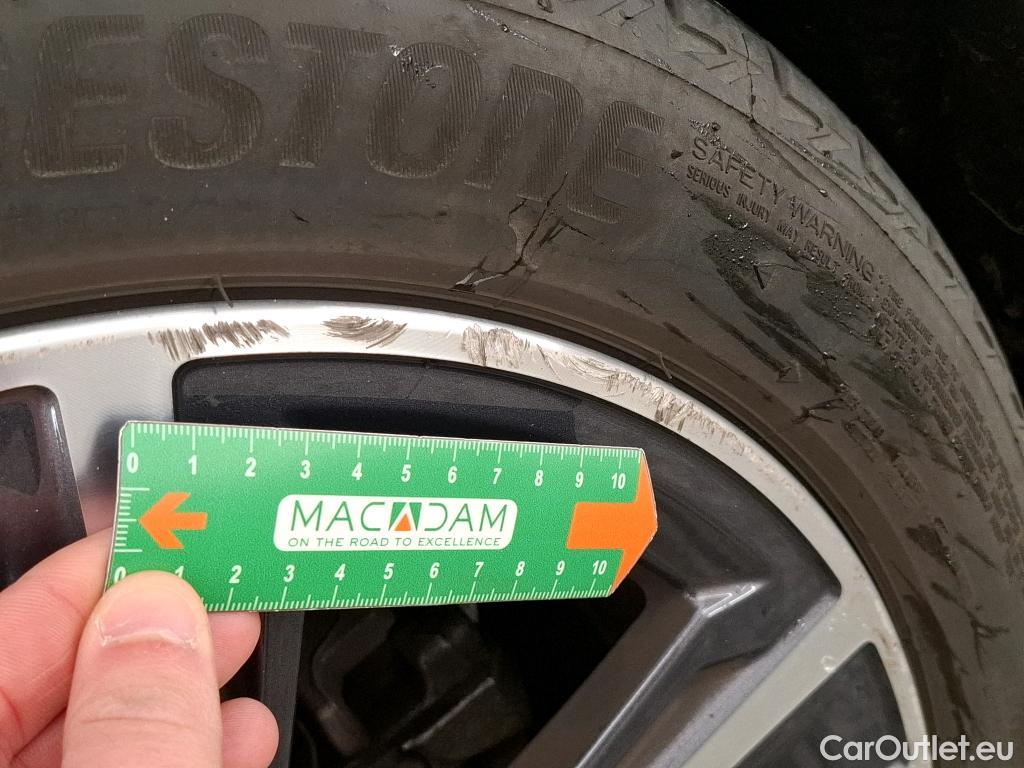 ESTONE
SAFETY WARNING:
SERIOUS INJURY MAY RESULT
0 1 2 3 4 5 6 7 8 9 10
MACADAM
ON THE ROAD TO EXCELLENCE
0 1 2 3 4 5 6 7 8 9 10
CarOutlet.eu